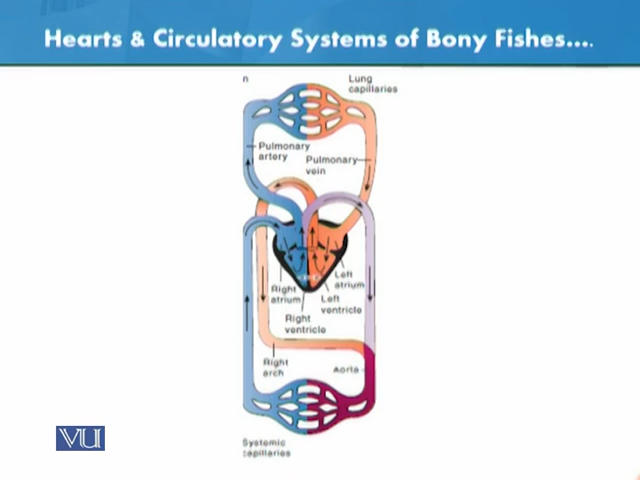 Hearts & Circulatory Systems of Bony Fishes....
n
Lung
capillaries
Pulmonary
artery
Pulmonary
vein
Left
atrium
Right
atrium
Left
ventricle
Right
ventricle
Right
arch
Aorta
VU
Systemic
capillaries